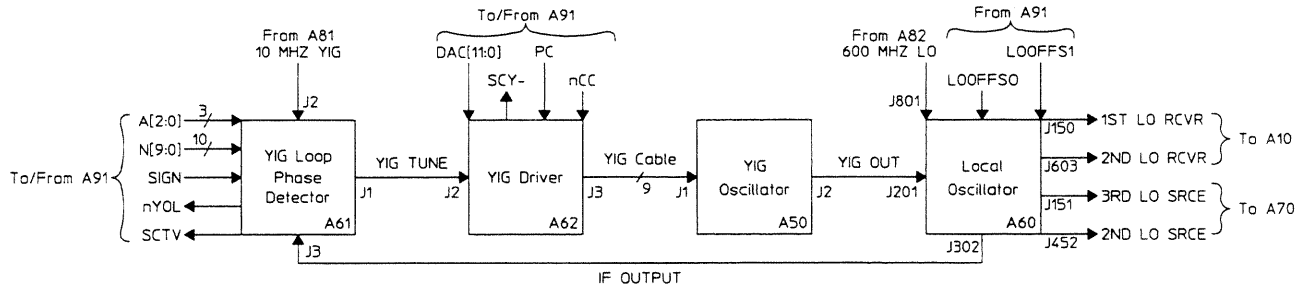 To/From A91
From A91
From A81
10 MHZ YIG
DAC[11:0]
PC
From A82
600 MHZ LO
LOOFFS1
SCY-
nCC
LOOFFS0
J2
J801
A[2:0]
3
N[9:0]
10
SIGN
nYOL
SCTV
To/From A91
YIG Loop
Phase
Detector
A61
J1
YIG TUNE
J2
YIG Driver
A62
J3
YIG Cable
9
J1
YIG
Oscillator
A50
J2
YIG OUT
J201
Local
Oscillator
A60
J150
1ST LO RCVR
J603
2ND LO RCVR
To A10
J151
3RD LO SRCE
J452
2ND LO SRCE
To A70
J3
J302
IF OUTPUT